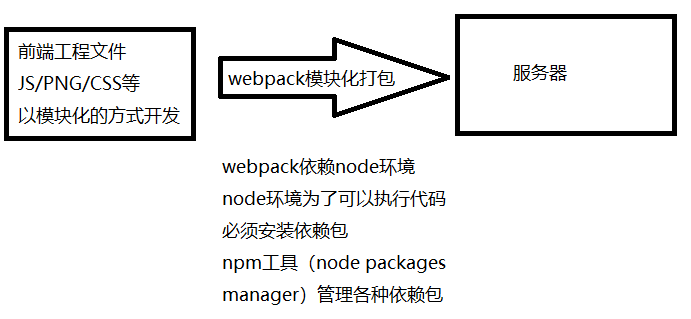 前端工程文件
JS/PNG/CSS等
以模块化的方式开发
webpack模块化打包
服务器
webpack依赖node环境
node环境为了可以执行代码
必须安装依赖包
npm工具（node packages
manager）管理各种依赖包